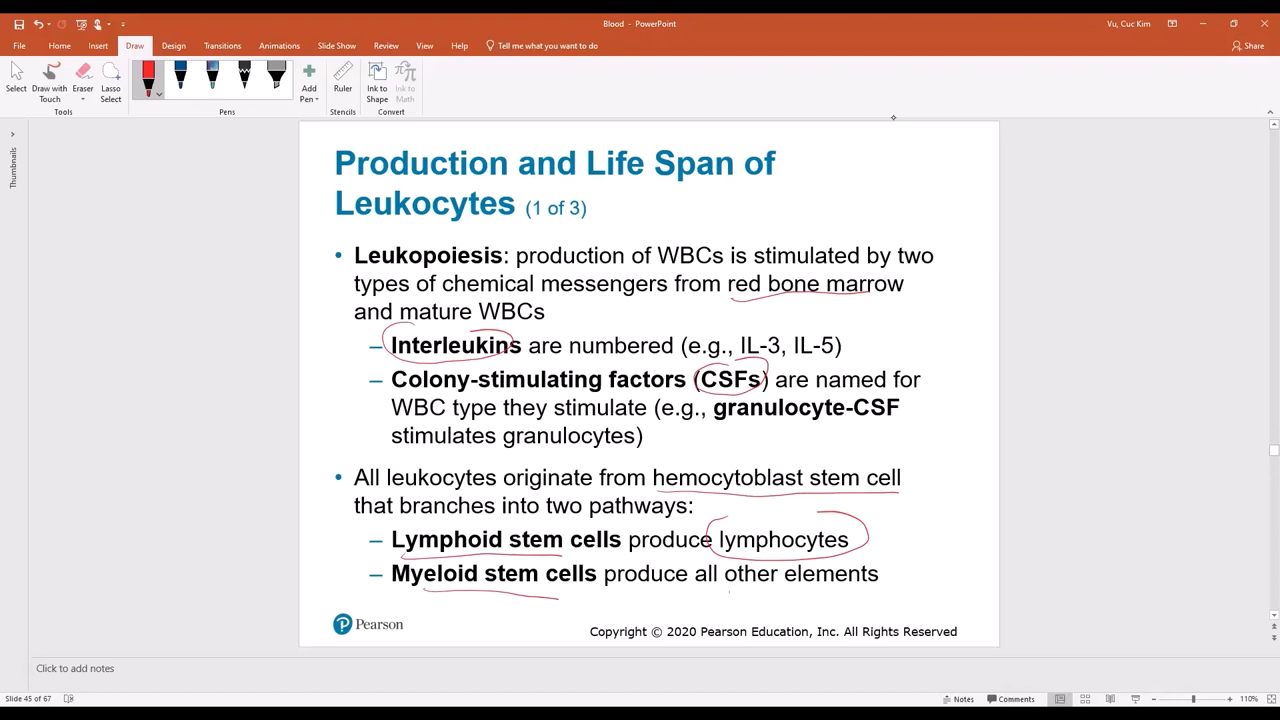 Blood - PowerPoint
Vu, Cuc Kim
File Home Insert Draw Design Transitions Animations Slide Show Review View Help Tell me what you want to do Share
Select
Draw with Touch
Eraser
Lasso Select
Add Pen
Ruler
Ink to Shape
Ink to Math
Tools Pens Stencils Convert
Thumbnails
Production and Life Span of
Leukocytes (1 of 3)
• Leukopoiesis: production of WBCs is stimulated by two
types of chemical messengers from red bone marrow
and mature WBCs
– Interleukins are numbered (e.g., IL-3, IL-5)
– Colony-stimulating factors (CSFs) are named for
WBC type they stimulate (e.g., granulocyte-CSF
stimulates granulocytes)
• All leukocytes originate from hemocytoblast stem cell
that branches into two pathways:
– Lymphoid stem cells produce lymphocytes
– Myeloid stem cells produce all other elements
Pearson
Copyright © 2020 Pearson Education, Inc. All Rights Reserved
Click to add notes
Slide 45 of 67 Notes Comments 110%